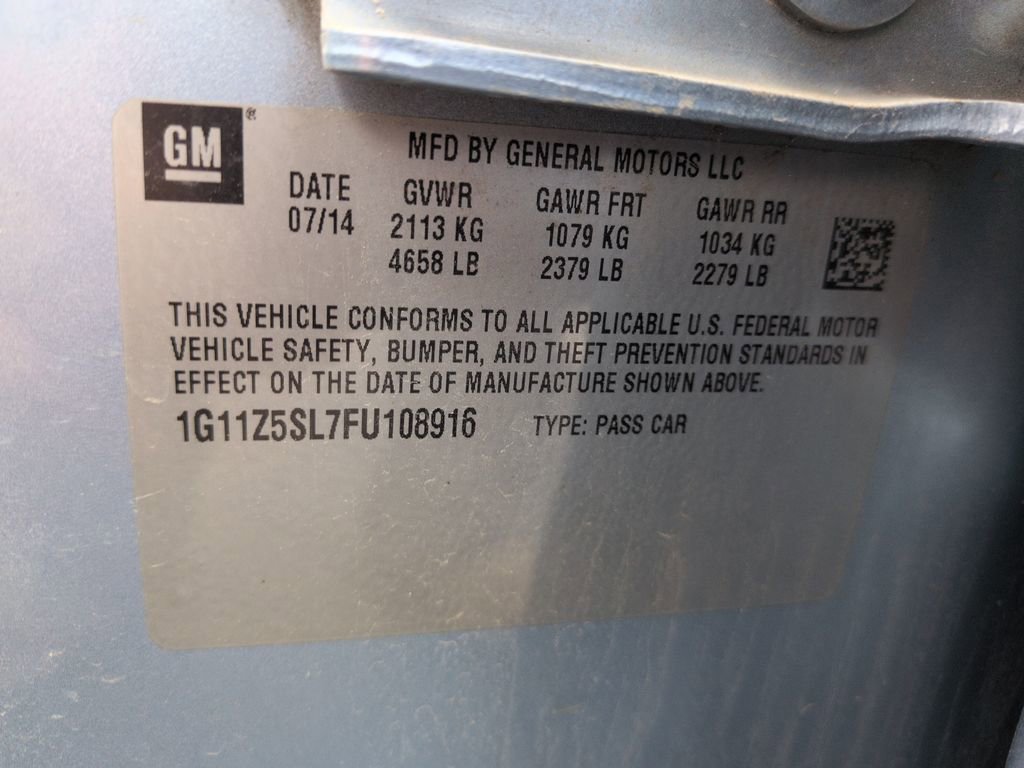 GM®
MFD BY GENERAL MOTORS LLC
DATE GVWR GAWR FRT GAWR RR
07/14 2113 KG 1079 KG 1034 KG
4658 LB 2379 LB 2279 LB
THIS VEHICLE CONFORMS TO ALL APPLICABLE U.S. FEDERAL MOTOR
VEHICLE SAFETY, BUMPER, AND THEFT PREVENTION STANDARDS IN
EFFECT ON THE DATE OF MANUFACTURE SHOWN ABOVE.
1G11Z5SL7FU108916 TYPE: PASS CAR